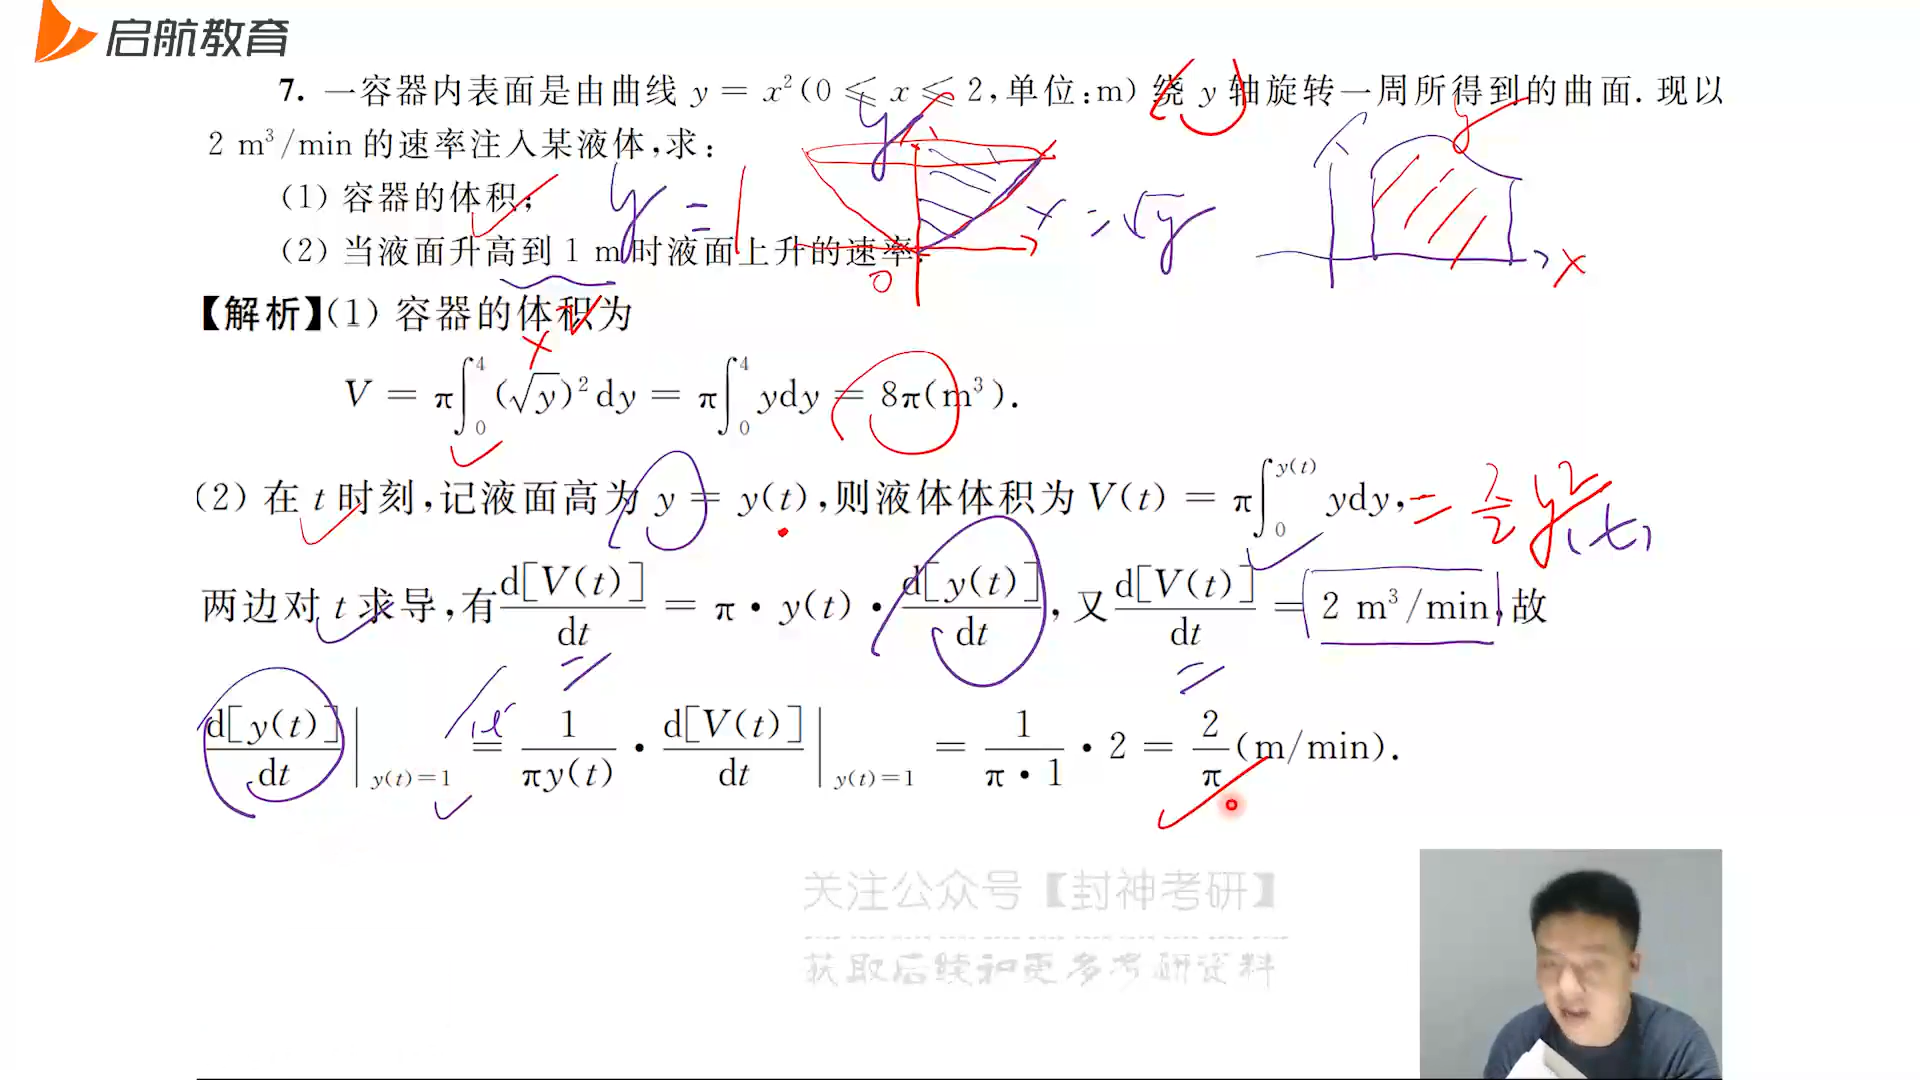 启航教育
7. 一容器内表面是由曲线 y = x²(0 ⩽ x ⩽ 2,单位:m) 绕 y 轴旋转一周所得到的曲面. 现以
2 m³/min 的速率注入某液体,求:
(1) 容器的体积;
(2) 当液面升高到 1 m 时液面上升的速率.
y = 1
y
x = √y
0
y
x
【解析】(1) 容器的体积为
x
V = π∫₀⁴ (√y)² dy = π∫₀⁴ ydy = 8π(m³).
(2) 在 t 时刻,记液面高为 y = y(t),则液体体积为 V(t) = π∫₀^{y(t)} ydy, = π/2 y²(t)
两边对 t 求导,有 d[V(t)]/dt = π · y(t) · d[y(t)]/dt, 又 d[V(t)]/dt = 2 m³/min, 故
d[y(t)]/dt |_{y(t)=1} = 1/πy(t) · d[V(t)]/dt |_{y(t)=1} = 1/π · 1 · 2 = 2/π (m/min).
关注公众号【封神考研】
获取后续和更多考研资料